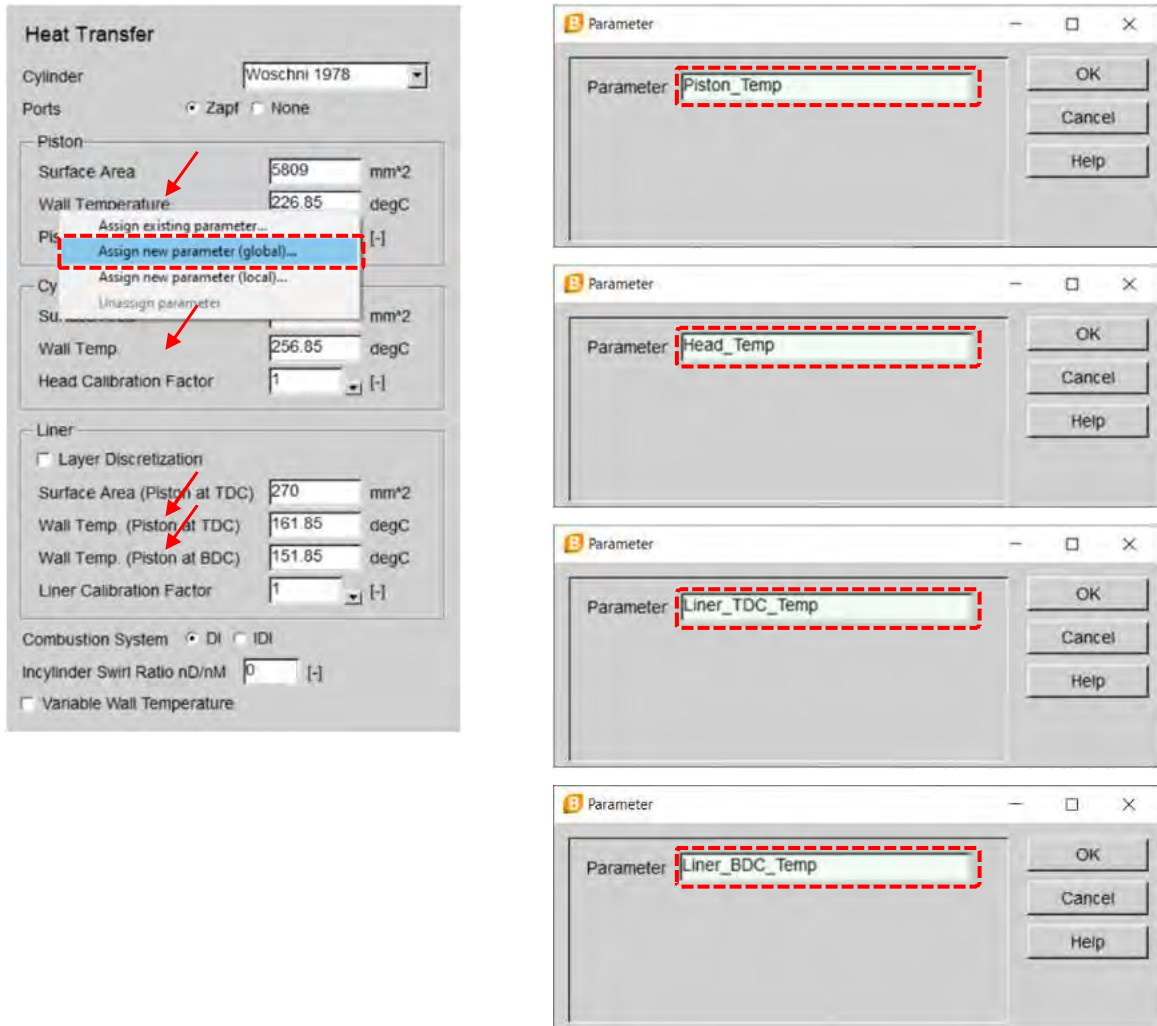 Heat Transfer
Cylinder Woschni 1978
Ports Zapf None
Piston
Surface Area 5809 mm^2
Wall Temperature 226.85 degC
Assign existing parameter...
Pis [-]
Assign new parameter (global)...
Assign new parameter (local)...
Cy
Unassign parameter
mm^2
Wall Temp. 256.85 degC
Head Calibration Factor 1 [-]
Liner
Layer Discretization
Surface Area (Piston at TDC) 270 mm^2
Wall Temp. (Piston at TDC) 161.85 degC
Wall Temp. (Piston at BDC) 151.85 degC
Liner Calibration Factor 1 [-]
Combustion System DI IDI
Incylinder Swirl Ratio nD/nM 0 [-]
Variable Wall Temperature
Parameter
Parameter Piston_Temp
OK
Cancel
Help
Parameter
Parameter Head_Temp
OK
Cancel
Help
Parameter
Parameter Liner_TDC_Temp
OK
Cancel
Help
Parameter
Parameter Liner_BDC_Temp
OK
Cancel
Help